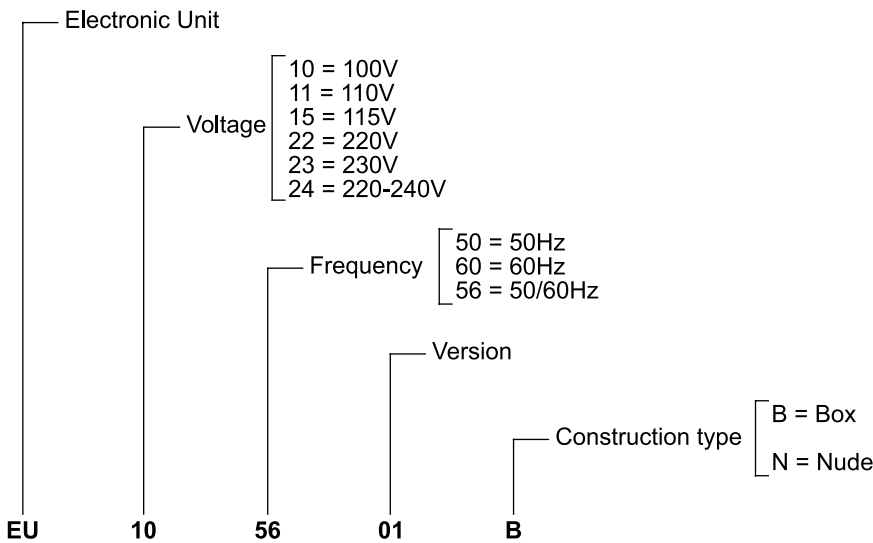 Electronic Unit
Voltage
10 = 100V
11 = 110V
15 = 115V
22 = 220V
23 = 230V
24 = 220-240V
Frequency
50 = 50Hz
60 = 60Hz
56 = 50/60Hz
Version
Construction type
B = Box
N = Nude
EU 10 56 01 B